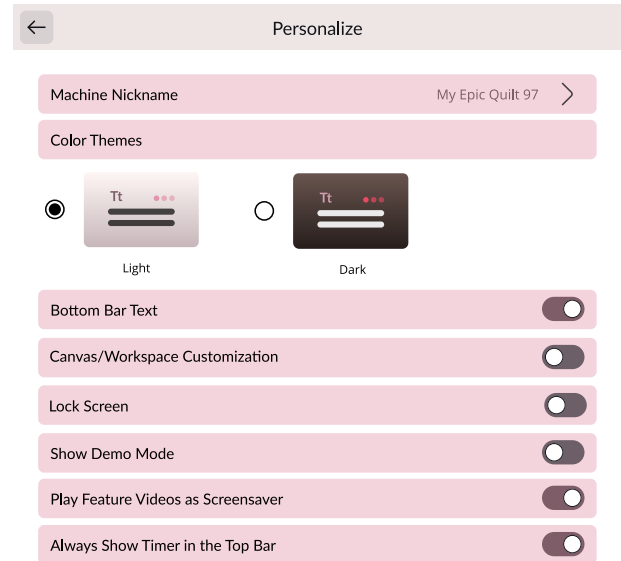 Personalize
Machine Nickname My Epic Quilt 97
Color Themes
Tt Tt
Light Dark
Bottom Bar Text
Canvas/Workspace Customization
Lock Screen
Show Demo Mode
Play Feature Videos as Screensaver
Always Show Timer in the Top Bar